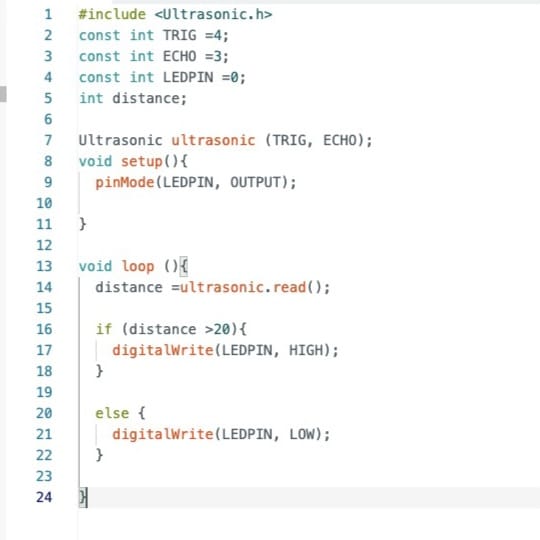 1 #include <Ultrasonic.h>
2 const int TRIG =4;
3 const int ECHO =3;
4 const int LEDPIN =0;
5 int distance;
6
7 Ultrasonic ultrasonic (TRIG, ECHO);
8 void setup(){
9 pinMode(LEDPIN, OUTPUT);
10
11 }
12
13 void loop (){
14 distance =ultrasonic.read();
15
16 if (distance >20){
17 digitalWrite(LEDPIN, HIGH);
18 }
19
20 else {
21 digitalWrite(LEDPIN, LOW);
22 }
23
24 }